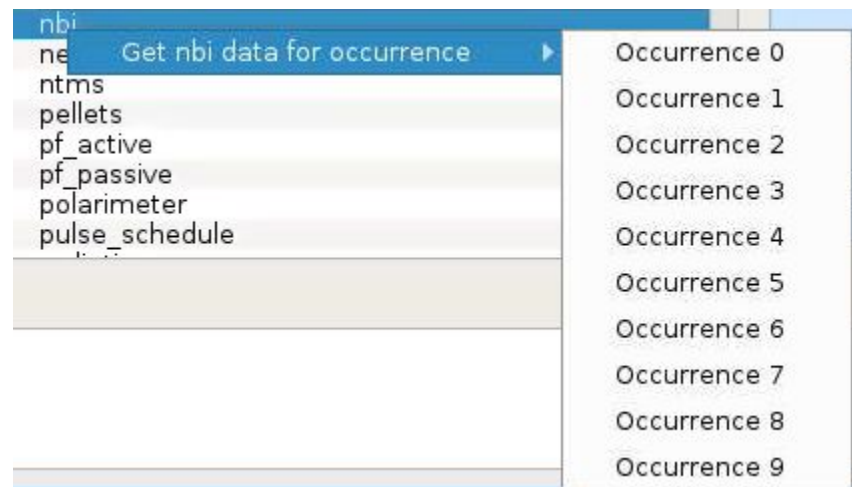 nbi
ne
Get nbi data for occurrence
ntms
pellets
pf_active
pf_passive
polarimeter
pulse_schedule
Occurrence 0
Occurrence 1
Occurrence 2
Occurrence 3
Occurrence 4
Occurrence 5
Occurrence 6
Occurrence 7
Occurrence 8
Occurrence 9